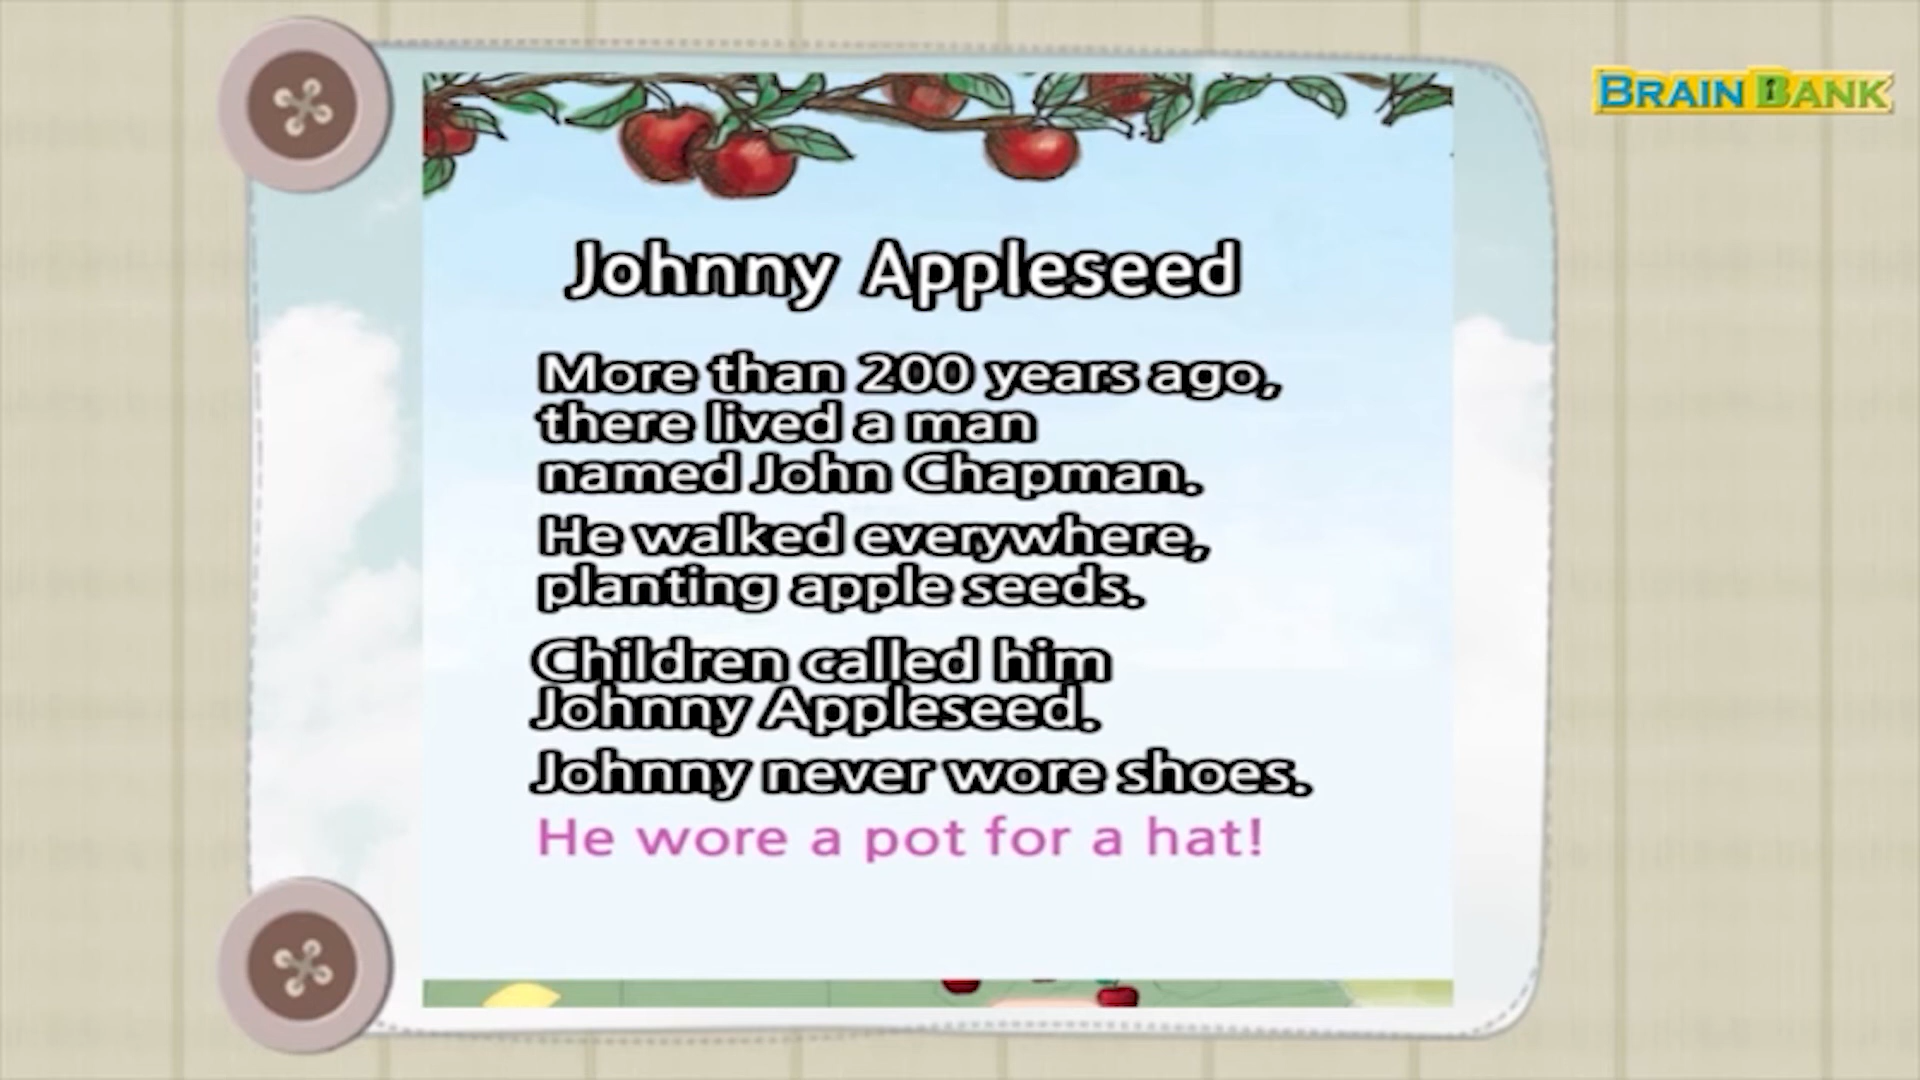 BRAIN BANK
Johnny Appleseed
More than 200 years ago,
there lived a man
named John Chapman.
He walked everywhere,
planting apple seeds.
Children called him
Johnny Appleseed.
Johnny never wore shoes.
He wore a pot for a hat!